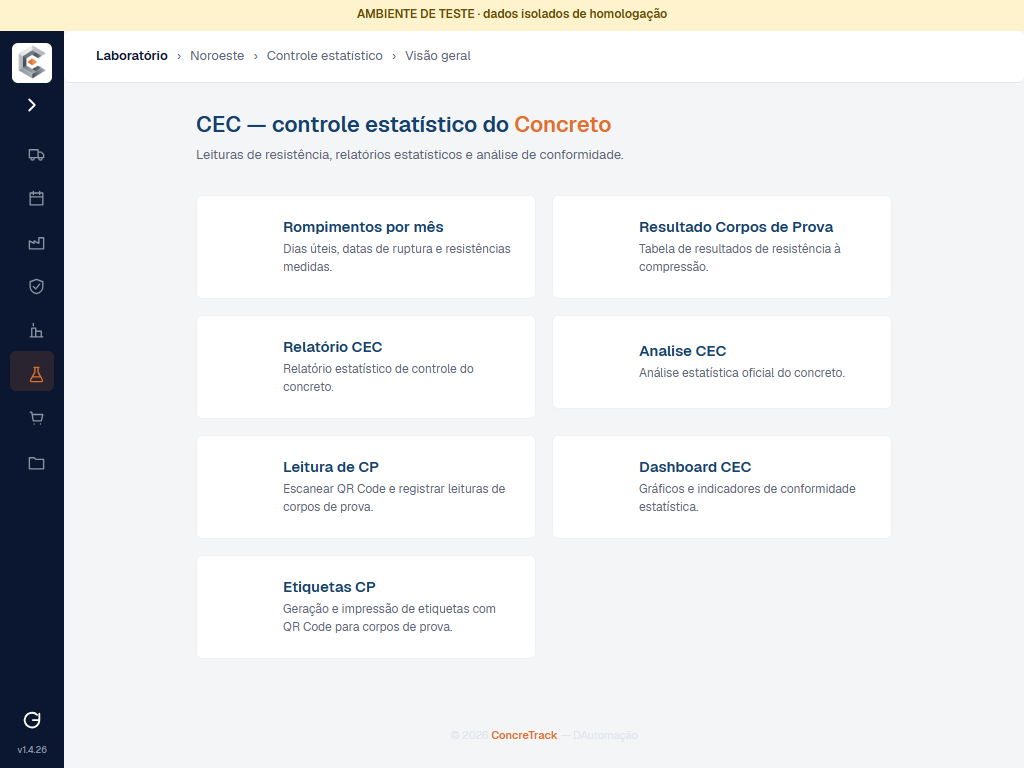 AMBIENTE DE TESTE · dados isolados de homologação
Laboratório › Noroeste › Controle estatístico › Visão geral
CEC — controle estatístico do Concreto
Leituras de resistência, relatórios estatísticos e análise de conformidade.
Rompimentos por mês
Dias úteis, datas de ruptura e resistências
medidas.
Resultado Corpos de Prova
Tabela de resultados de resistência à
compressão.
Relatório CEC
Relatório estatístico de controle do
concreto.
Analise CEC
Análise estatística oficial do concreto.
Leitura de CP
Escanear QR Code e registrar leituras de
corpos de prova.
Dashboard CEC
Gráficos e indicadores de conformidade
estatística.
Etiquetas CP
Geração e impressão de etiquetas com
QR Code para corpos de prova.
© 2026 ConcreTrack — DAutomação
v1.4.26